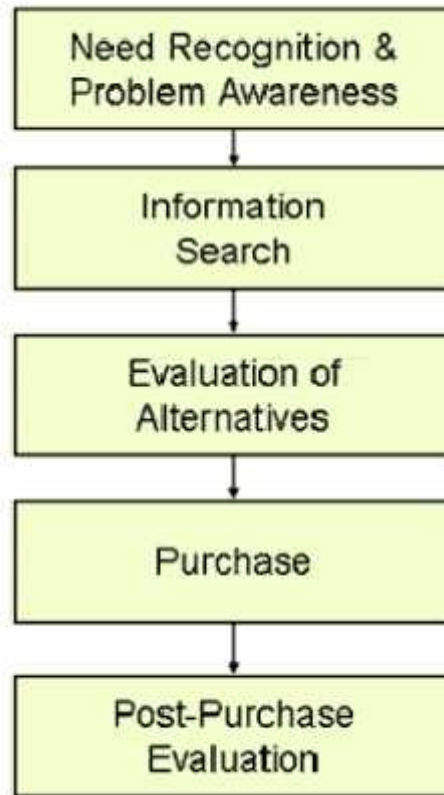 Need Recognition &
Problem Awareness
Information
Search
Evaluation of
Alternatives
Purchase
Post-Purchase
Evaluation